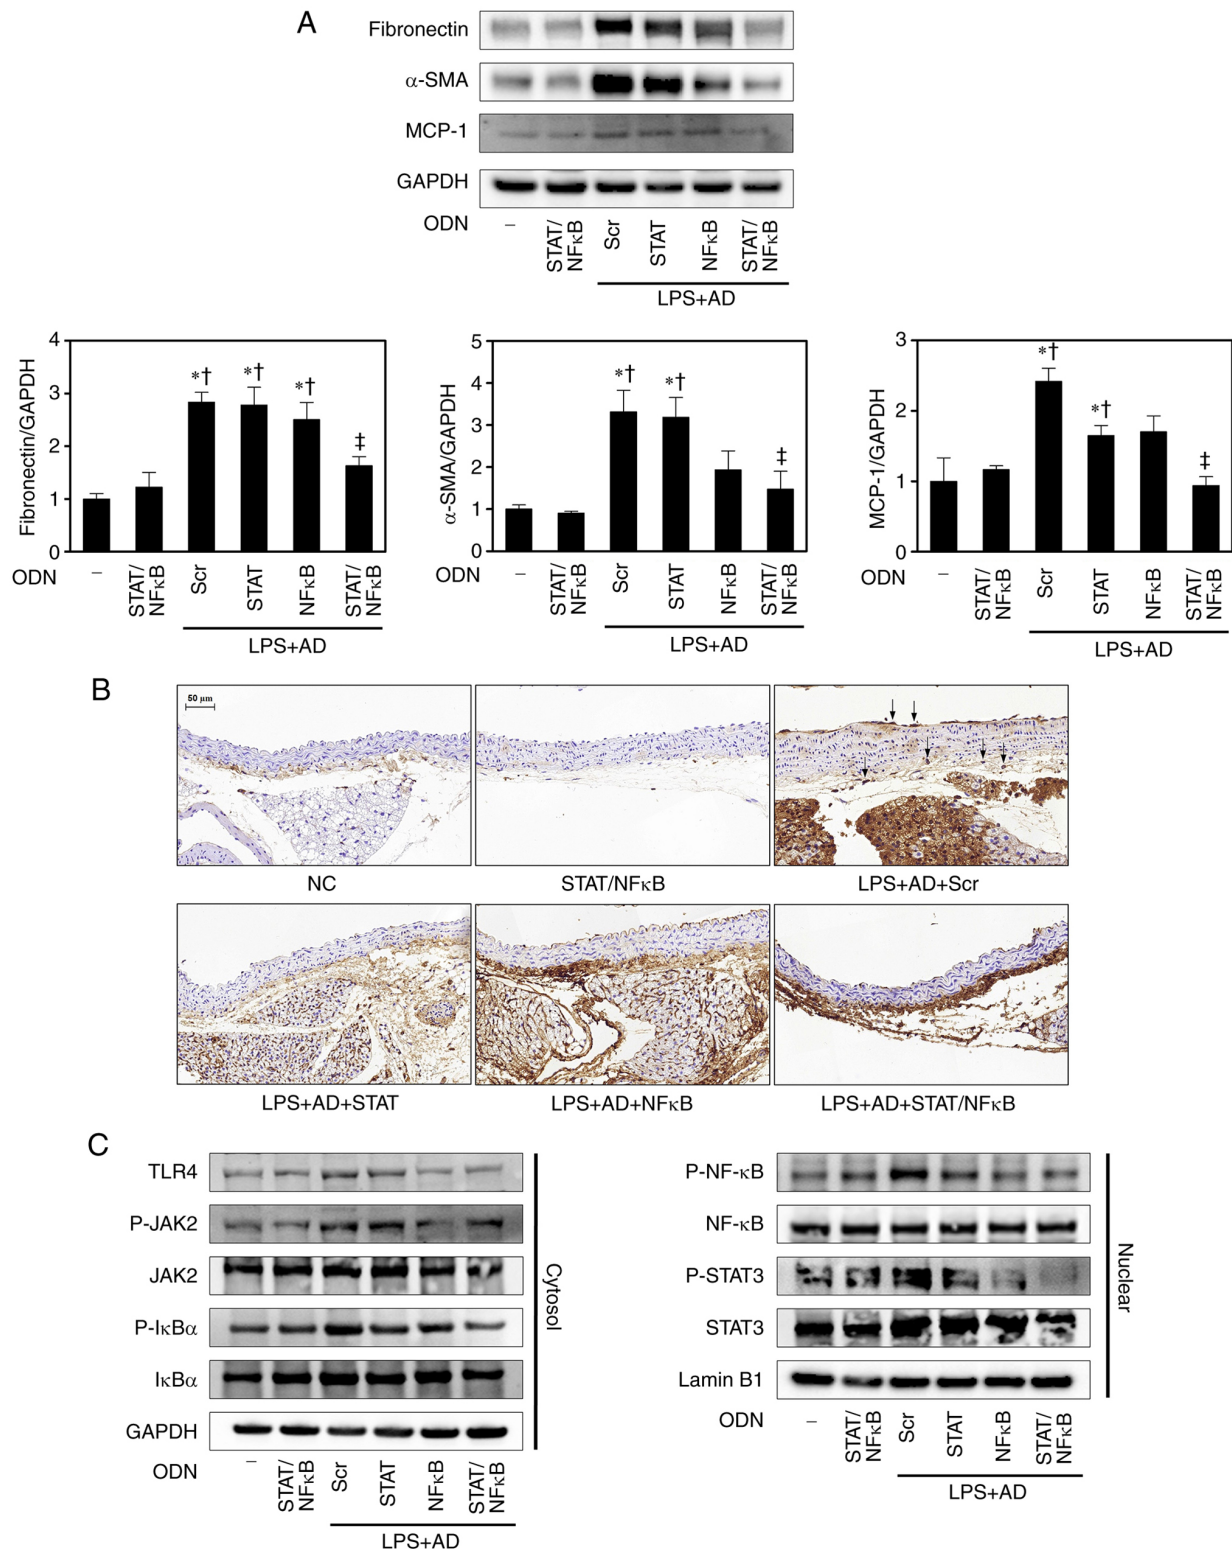 A
Fibronectin
α-SMA
MCP-1
GAPDH
ODN
–
STAT/
NFκB
Scr
STAT
NFκB
STAT/
NFκB
LPS+AD
Fibronectin/GAPDH
4
3
2
1
0
*†
*†
*†
‡
ODN
–
STAT/
NFκB
Scr
STAT
NFκB
STAT/
NFκB
LPS+AD
α-SMA/GAPDH
5
4
3
2
1
0
*†
*†
‡
ODN
–
STAT/
NFκB
Scr
STAT
NFκB
STAT/
NFκB
LPS+AD
MCP-1/GAPDH
3
2
1
0
*†
*†
‡
ODN
–
STAT/
NFκB
Scr
STAT
NFκB
STAT/
NFκB
LPS+AD
B
50 µm
NC
STAT/NFκB
LPS+AD+Scr
LPS+AD+STAT
LPS+AD+NFκB
LPS+AD+STAT/NFκB
C
TLR4
P-JAK2
JAK2
P-IκBα
IκBα
GAPDH
ODN
–
STAT/
NFκB
Scr
STAT
NFκB
STAT/
NFκB
LPS+AD
Cytosol
P-NF-κB
NF-κB
P-STAT3
STAT3
Lamin B1
ODN
–
STAT/
NFκB
Scr
STAT
NFκB
STAT/
NFκB
LPS+AD
Nuclear